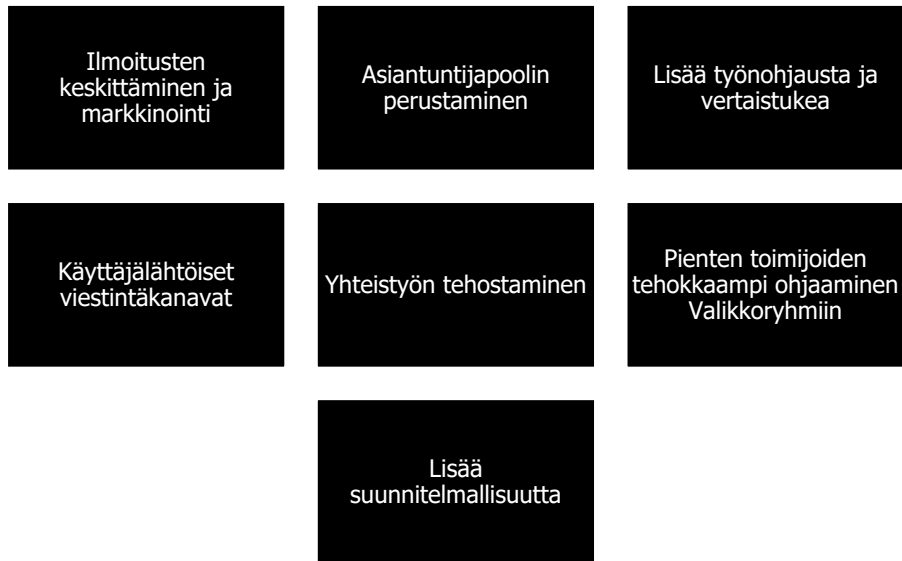 Ilmoitusten
keskittäminen ja
markkinointi
Asiantuntijapoolin
perustaminen
Lisää työnohjausta ja
vertaistukea
Käyttäjälähtöiset
viestintäkanavat
Yhteistyön tehostaminen
Pienten toimijoiden
tehokkaampi ohjaaminen
Valikkoryhmiin
Lisää
suunnitelmallisuutta